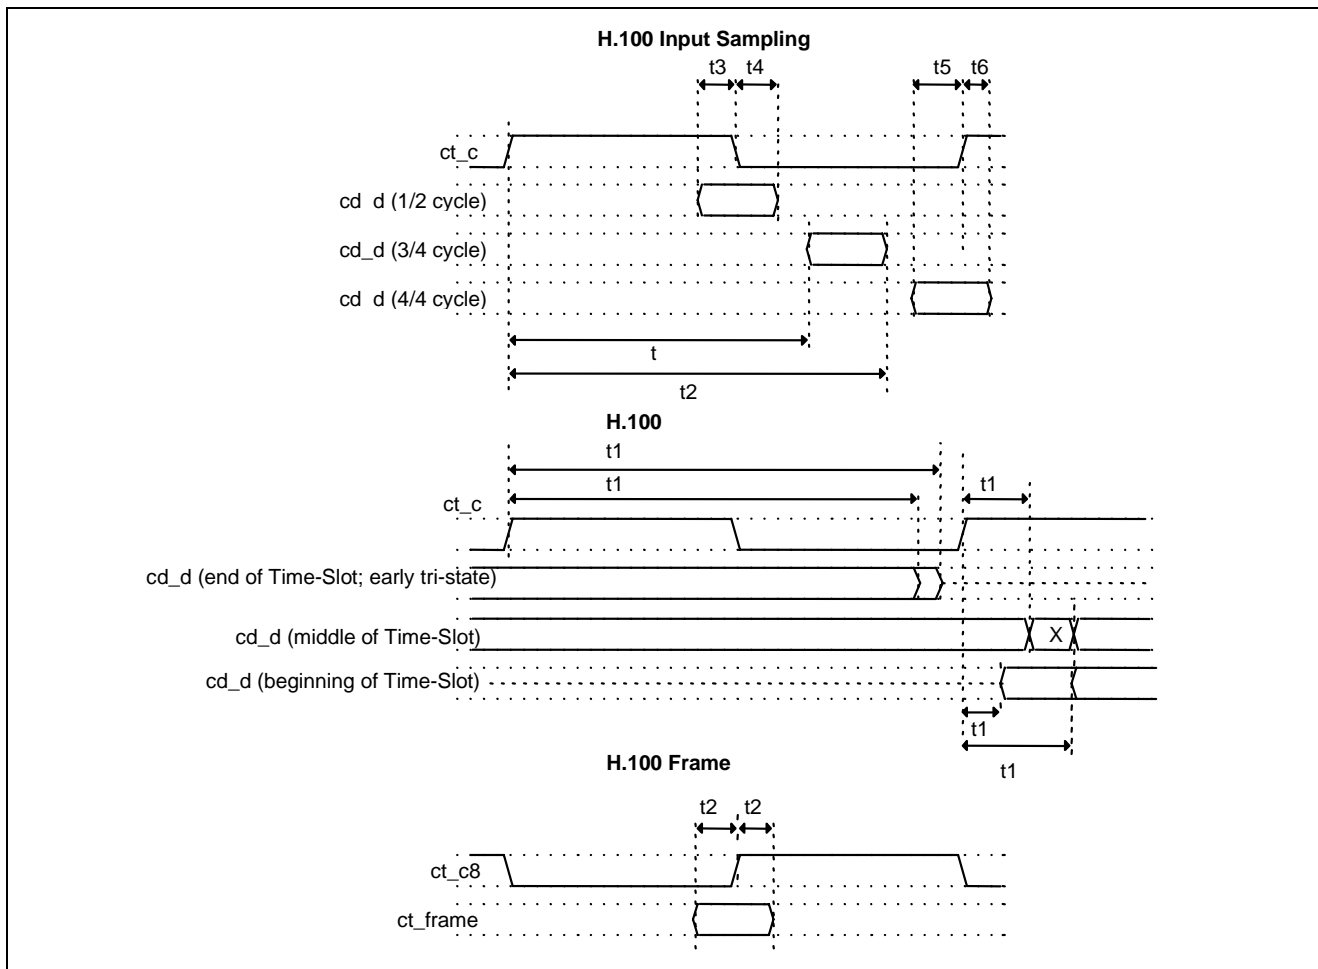 H.100 Input Sampling
t3 t4 t5 t6
ct_c
cd d (1/2 cycle)
cd_d (3/4 cycle)
cd d (4/4 cycle)
t
t2
H.100
t1
t1 t1
ct_c
cd_d (end of Time-Slot; early tri-state)
cd_d (middle of Time-Slot) X
cd_d (beginning of Time-Slot)
t1
t1
H.100 Frame
t2 t2
ct_c8
ct_frame